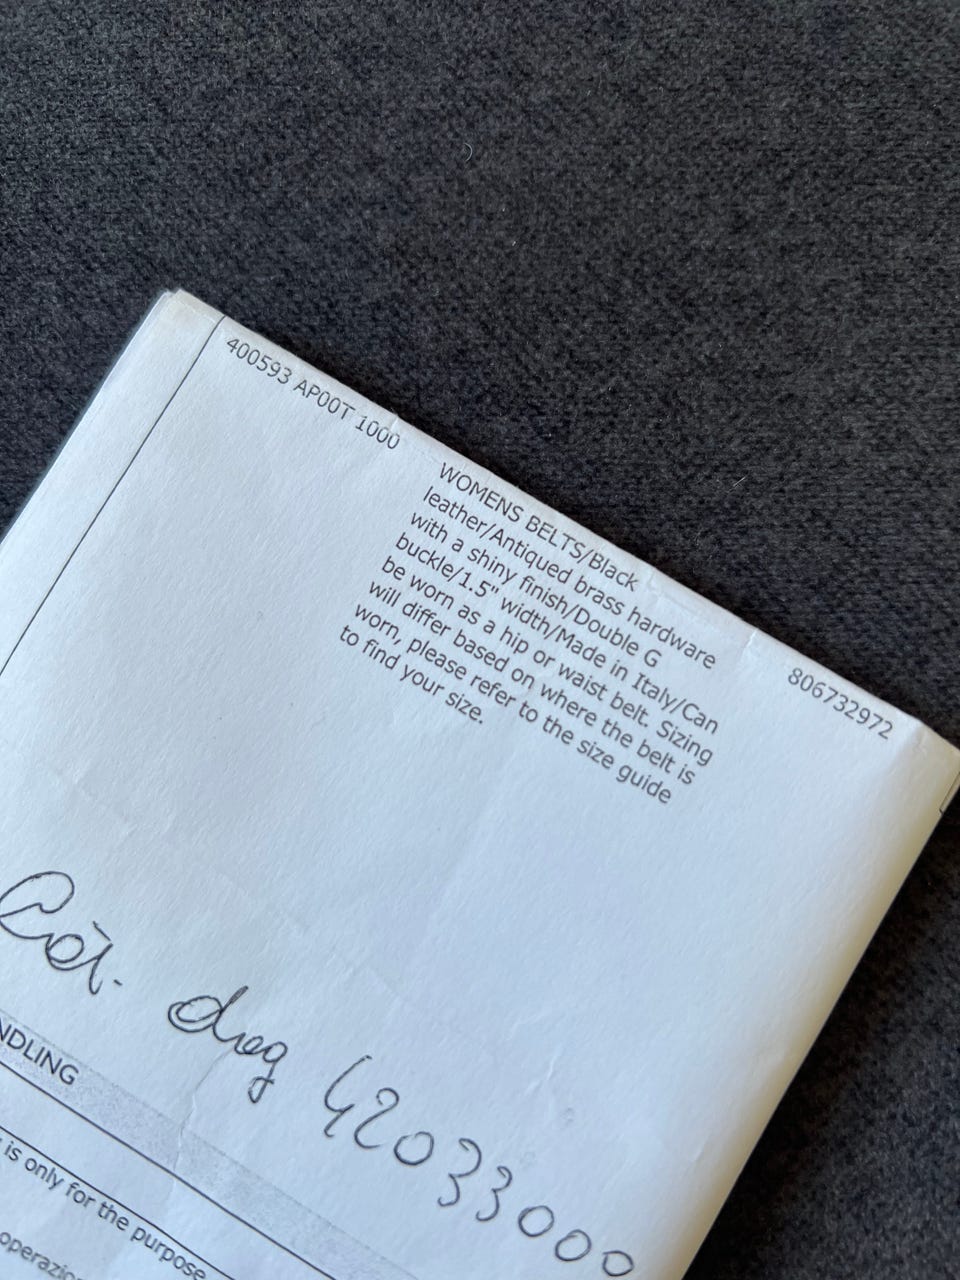 400593 AP00T 1000
WOMENS BELTS/Black
leather/Antiqued brass hardware
with a shiny finish/Double G
buckle/1.5" width/Made in Italy/Can
be worn as a hip or waist belt. Sizing
will differ based on where the belt is
worn, please refer to the size guide
to find your size.
806732972
Cod. dog 42033000
NDLING
is only for the purpose
operazion